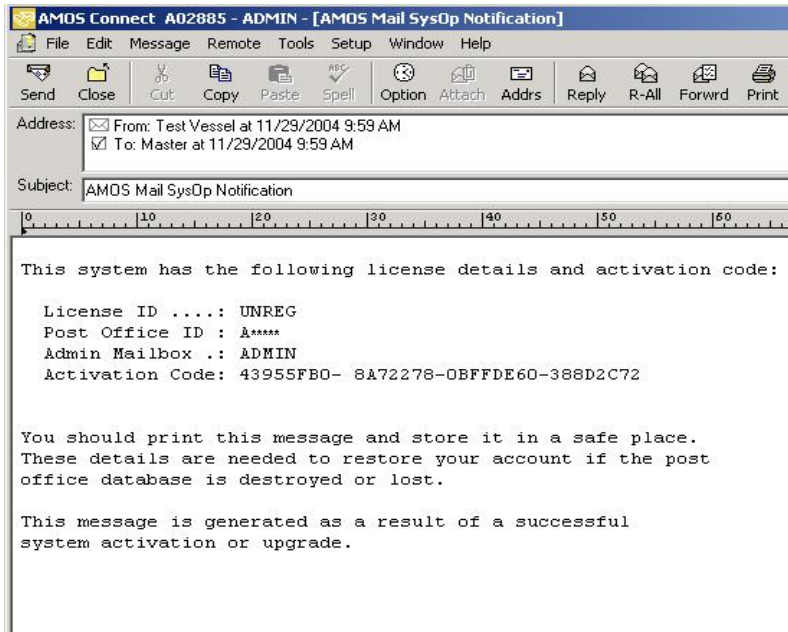 AMOS Connect A02885 - ADMIN - [AMOS Mail SysOp Notification]
File Edit Message Remote Tools Setup Window Help
Send Close Cut Copy Paste Spell Option Attach Addrs Reply R-All Forwrd Print
Address: From: Test Vessel at 11/29/2004 9:59 AM
To: Master at 11/29/2004 9:59 AM
Subject: AMOS Mail SysOp Notification
0 10 20 30 40 50 60
This system has the following license details and activation code:
License ID ....: UNREG
Post Office ID : A*****
Admin Mailbox .: ADMIN
Activation Code: 43955FB0- 8A72278-0BFFDE60-388D2C72
You should print this message and store it in a safe place.
These details are needed to restore your account if the post
office database is destroyed or lost.
This message is generated as a result of a successful
system activation or upgrade.